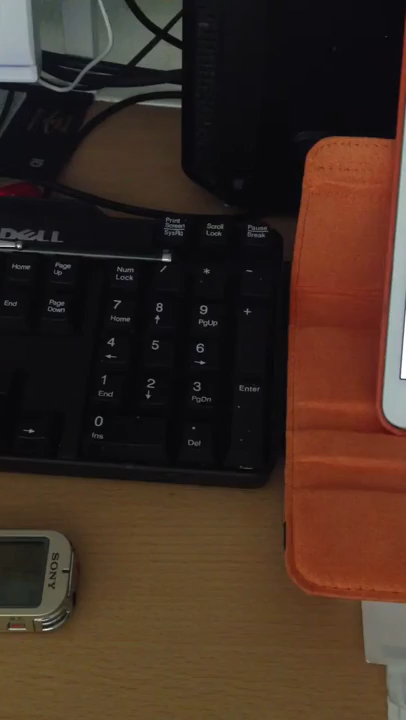 Print
Screen
SysRq
Scroll
Lock
Pause
Break
DELL
Home
Page
Up
Num
Lock
/
*
-
End
Page
Down
7
Home
8
↑
9
PgUp
+
4
←
5
6
→
1
End
2
↓
3
PgDn
Enter
→
0
Ins
.
Del
SONY